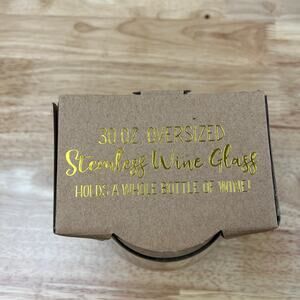 30 OZ. OVERSIZED
Stemless Wine Glass
HOLDS A WHOLE BOTTLE OF WINE!